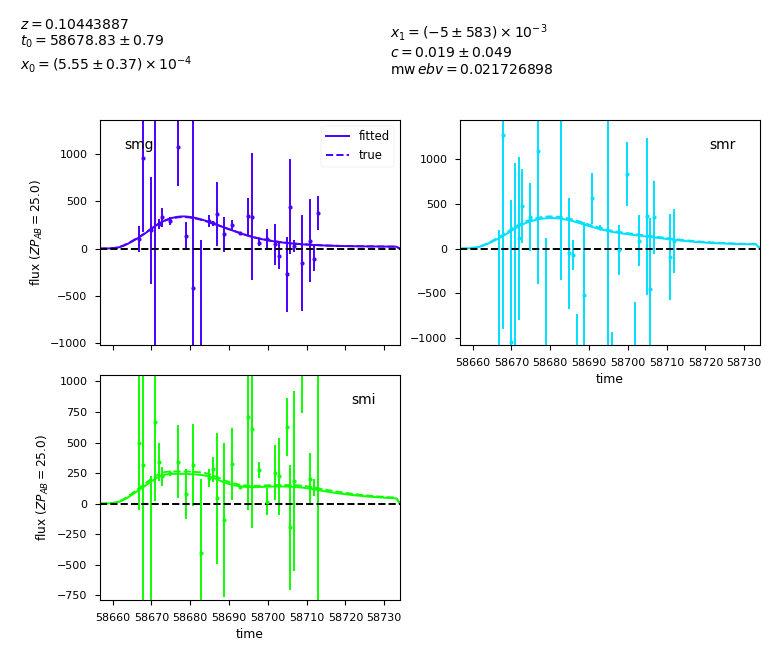 z = 0.10443887
t₀ = 58678.83 ± 0.79
x₀ = (5.55 ± 0.37) × 10⁻⁴
x₁ = (−5 ± 583) × 10⁻³
c = 0.019 ± 0.049
mw ebv = 0.021726898
smg
fitted
true
1000
500
0
−500
−1000
flux (ZP_AB = 25.0)
smr
1000
500
0
−500
−1000
58660 58670 58680 58690 58700 58710 58720 58730
time
smi
1000
750
500
250
0
−250
−500
−750
flux (ZP_AB = 25.0)
58660 58670 58680 58690 58700 58710 58720 58730
time